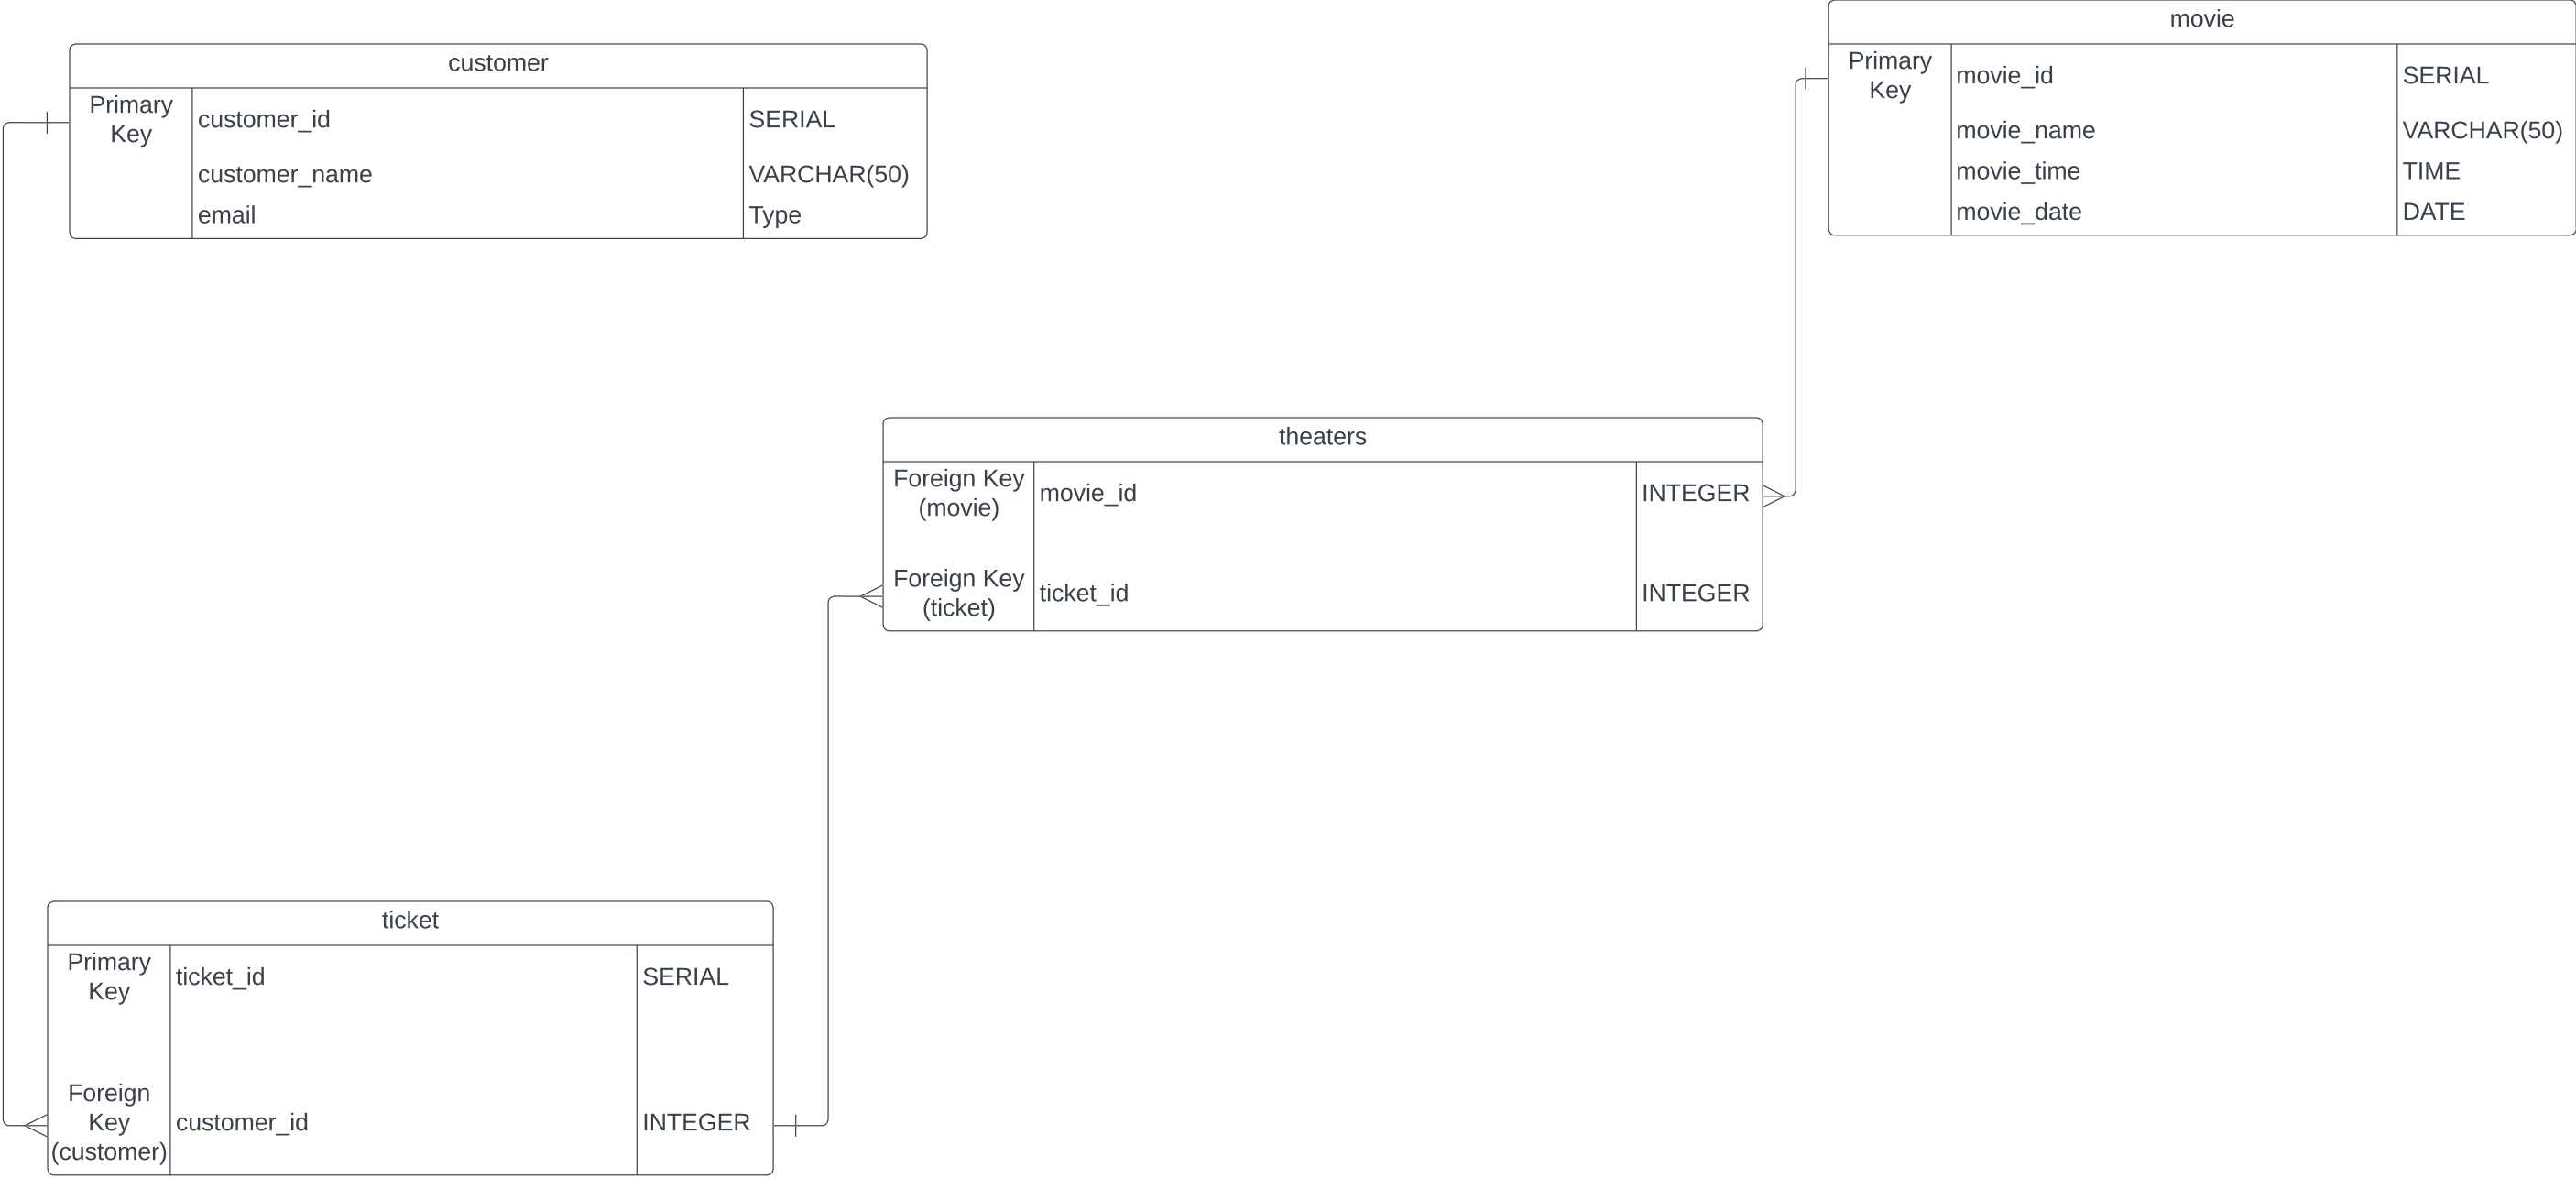 customer
Primary
Key
customer_id
SERIAL
customer_name
VARCHAR(50)
email
Type
movie
Primary
Key
movie_id
SERIAL
movie_name
VARCHAR(50)
movie_time
TIME
movie_date
DATE
theaters
Foreign Key
(movie)
movie_id
INTEGER
Foreign Key
(ticket)
ticket_id
INTEGER
ticket
Primary
Key
ticket_id
SERIAL
Foreign
Key
(customer)
customer_id
INTEGER